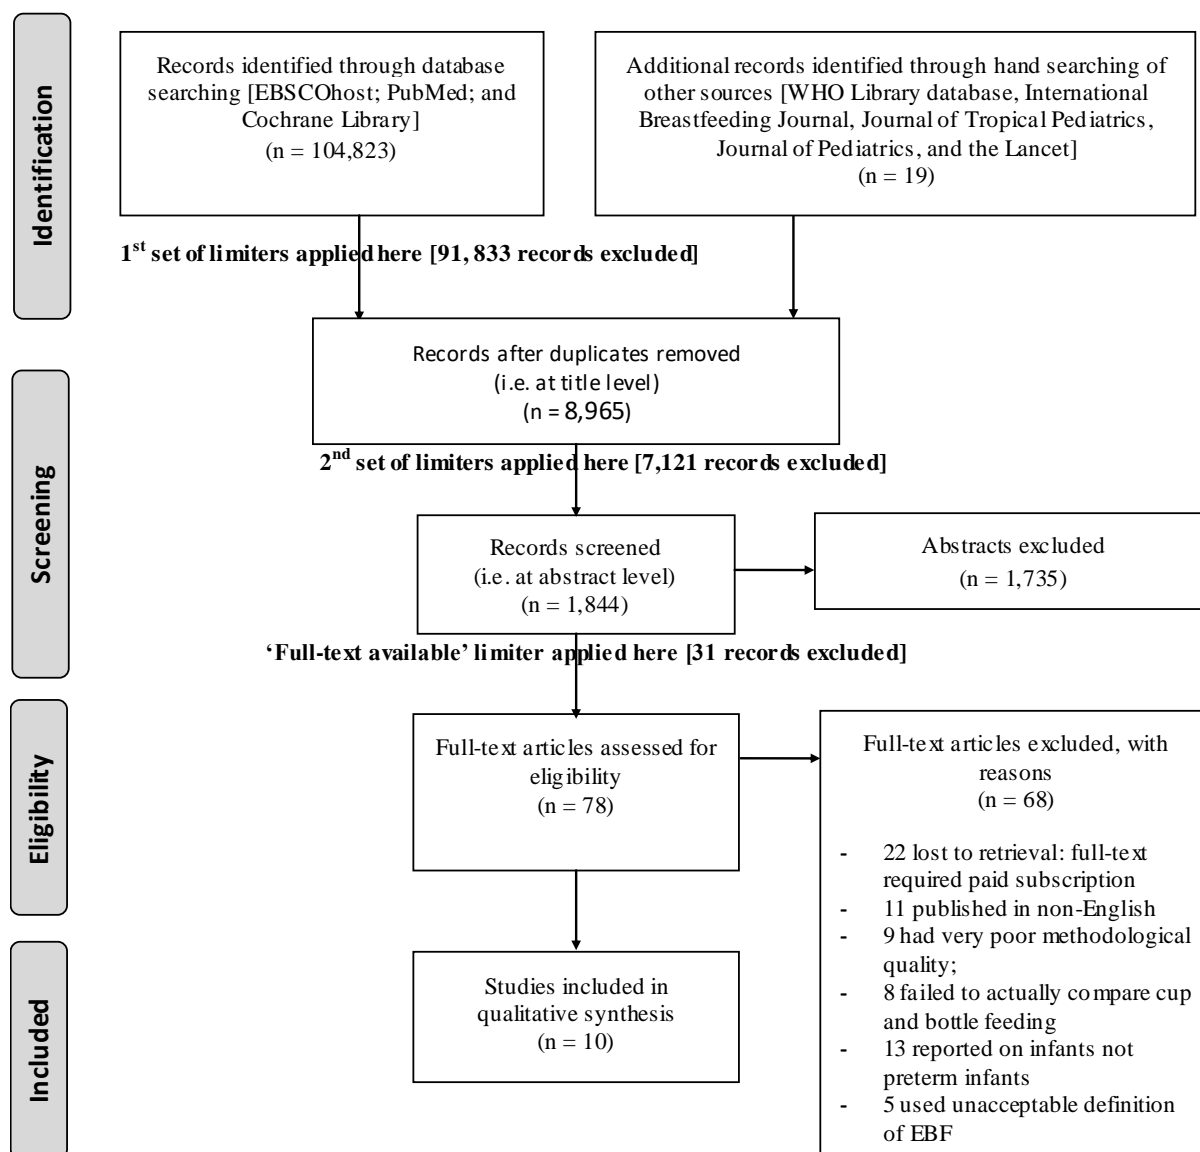 Identification
Records identified through database
searching [EBSCOhost; PubMed; and
Cochrane Library]
(n = 104,823)
Additional records identified through hand searching of
other sources [WHO Library database, International
Breastfeeding Journal, Journal of Tropical Pediatrics,
Journal of Pediatrics, and the Lancet]
(n = 19)
1st set of limiters applied here [91, 833 records excluded]
Records after duplicates removed
(i.e. at title level)
(n = 8,965)
Screening
2nd set of limiters applied here [7,121 records excluded]
Records screened
(i.e. at abstract level)
(n = 1,844)
Abstracts excluded
(n = 1,735)
‘Full-text available’ limiter applied here [31 records excluded]
Eligibility
Full-text articles assessed for
eligibility
(n = 78)
Full-text articles excluded, with
reasons
(n = 68)
- 22 lost to retrieval: full-text
required paid subscription
- 11 published in non-English
- 9 had very poor methodological
quality;
- 8 failed to actually compare cup
and bottle feeding
- 13 reported on infants not
preterm infants
- 5 used unacceptable definition
of EBF
Included
Studies included in
qualitative synthesis
(n = 10)